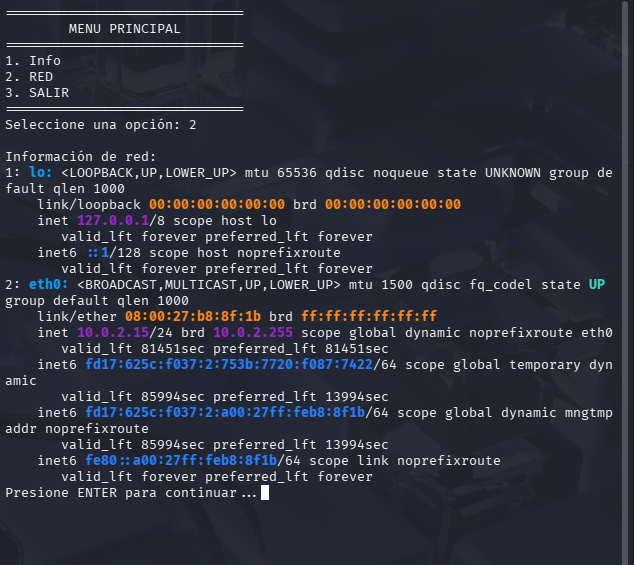 ==============================
MENU PRINCIPAL
==============================
1. Info
2. RED
3. SALIR
==============================
Seleccione una opción: 2
Información de red:
1: lo: <LOOPBACK,UP,LOWER_UP> mtu 65536 qdisc noqueue state UNKNOWN group de
fault qlen 1000
link/loopback 00:00:00:00:00:00 brd 00:00:00:00:00:00
inet 127.0.0.1/8 scope host lo
valid_lft forever preferred_lft forever
inet6 ::1/128 scope host noprefixroute
valid_lft forever preferred_lft forever
2: eth0: <BROADCAST,MULTICAST,UP,LOWER_UP> mtu 1500 qdisc fq_codel state UP
group default qlen 1000
link/ether 08:00:27:b8:8f:1b brd ff:ff:ff:ff:ff:ff
inet 10.0.2.15/24 brd 10.0.2.255 scope global dynamic noprefixroute eth0
valid_lft 81451sec preferred_lft 81451sec
inet6 fd17:625c:f037:2:753b:7720:f087:7422/64 scope global temporary dyn
amic
valid_lft 85994sec preferred_lft 13994sec
inet6 fd17:625c:f037:2:a00:27ff:feb8:8f1b/64 scope global dynamic mngtmp
addr noprefixroute
valid_lft 85994sec preferred_lft 13994sec
inet6 fe80::a00:27ff:feb8:8f1b/64 scope link noprefixroute
valid_lft forever preferred_lft forever
Presione ENTER para continuar...